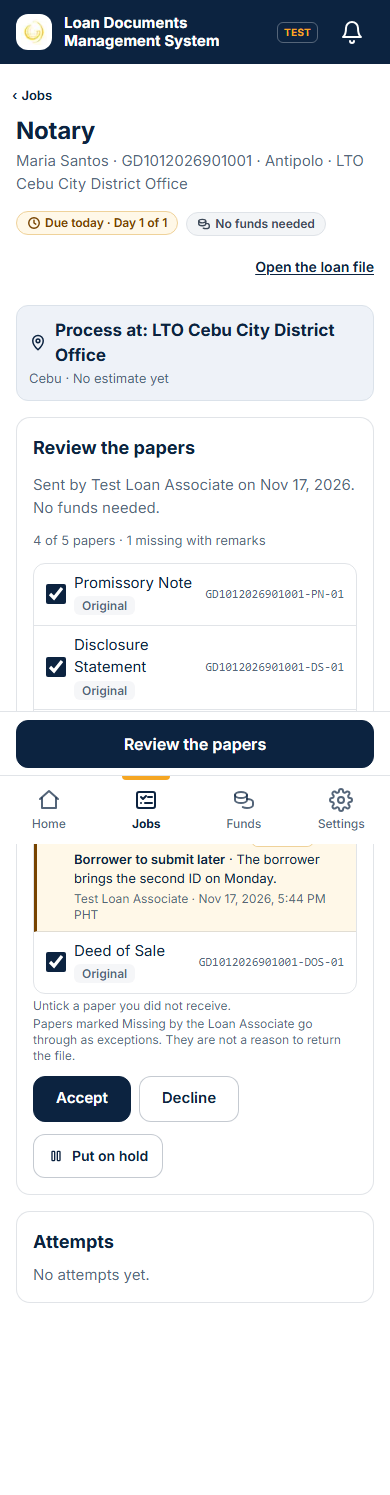 Loan Documents
Management System
TEST
‹ Jobs
Notary
Maria Santos · GD1012026901001 · Antipolo · LTO
Cebu City District Office
Due today · Day 1 of 1
No funds needed
Open the loan file
Process at: LTO Cebu City District
Office
Cebu · No estimate yet
Review the papers
Sent by Test Loan Associate on Nov 17, 2026.
No funds needed.
4 of 5 papers · 1 missing with remarks
Promissory Note
Original
GD1012026901001-PN-01
Disclosure
Statement
Original
GD1012026901001-DS-01
Review the papers
Home
Jobs
Funds
Settings
Borrower to submit later · The borrower
brings the second ID on Monday.
Test Loan Associate · Nov 17, 2026, 5:44 PM
PHT
Deed of Sale
Original
GD1012026901001-DOS-01
Untick a paper you did not receive.
Papers marked Missing by the Loan Associate go
through as exceptions. They are not a reason to return
the file.
Accept
Decline
Put on hold
Attempts
No attempts yet.